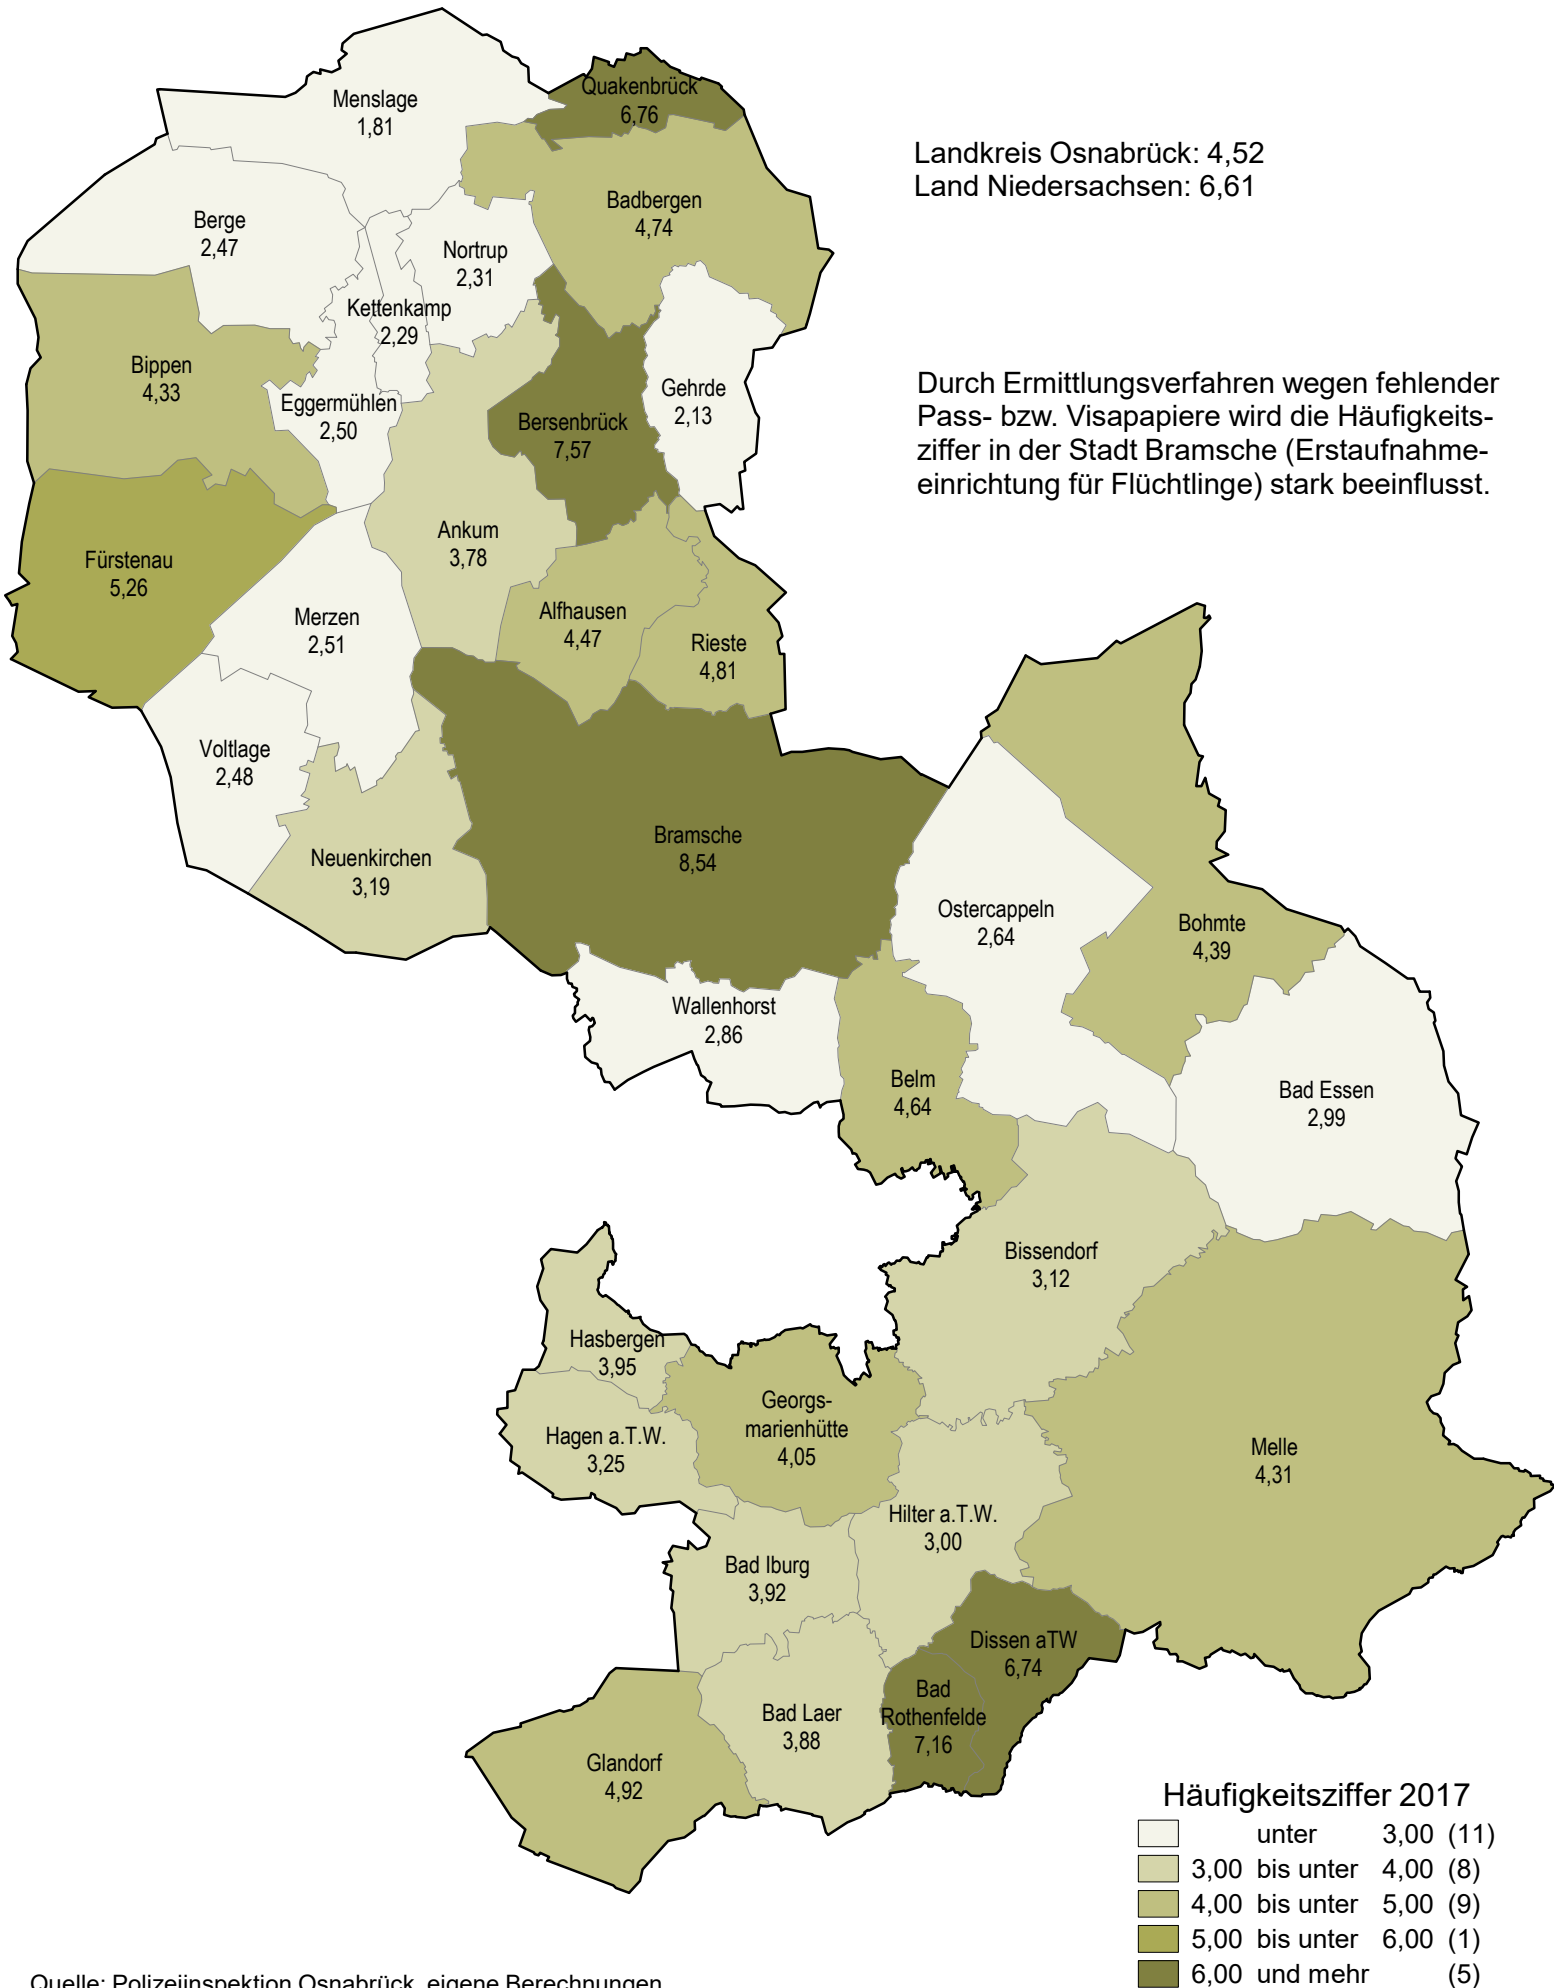 Menslage
1,81
Quakenbrück
6,76
Landkreis Osnabrück: 4,52
Land Niedersachsen: 6,61
Badbergen
4,74
Berge
2,47
Nortrup
2,31
Kettenkamp
2,29
Bippen
4,33
Eggermühlen
2,50
Bersenbrück
7,57
Gehrde
2,13
Durch Ermittlungsverfahren wegen fehlender
Pass- bzw. Visapapiere wird die Häufigkeits-
ziffer in der Stadt Bramsche (Erstaufnahme-
einrichtung für Flüchtlinge) stark beeinflusst.
Ankum
3,78
Fürstenau
5,26
Merzen
2,51
Alfhausen
4,47
Rieste
4,81
Voltlage
2,48
Neuenkirchen
3,19
Bramsche
8,54
Ostercappeln
2,64
Bohmte
4,39
Wallenhorst
2,86
Belm
4,64
Bad Essen
2,99
Bissendorf
3,12
Hasbergen
3,95
Georgs-
marienhütte
4,05
Hagen a.T.W.
3,25
Melle
4,31
Hilter a.T.W.
3,00
Bad Iburg
3,92
Dissen aTW
6,74
Bad
Rothenfelde
7,16
Bad Laer
3,88
Glandorf
4,92
Häufigkeitsziffer 2017
unter 3,00 (11)
3,00 bis unter 4,00 (8)
4,00 bis unter 5,00 (9)
5,00 bis unter 6,00 (1)
6,00 und mehr (5)
Quelle: Polizeiinspektion Osnabrück, eigene Berechnungen